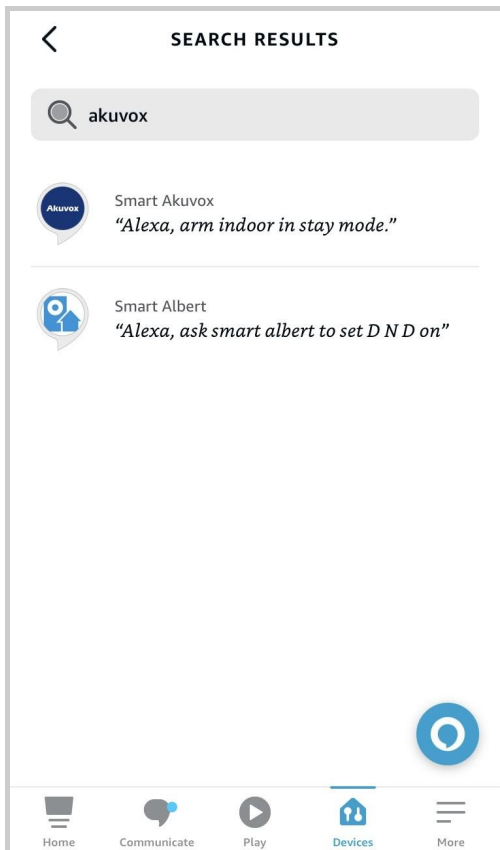 SEARCH RESULTS
akuvox
Akuvox
Smart Akuvox
“Alexa, arm indoor in stay mode.”
Smart Albert
“Alexa, ask smart albert to set D N D on”
Home Communicate Play Devices More